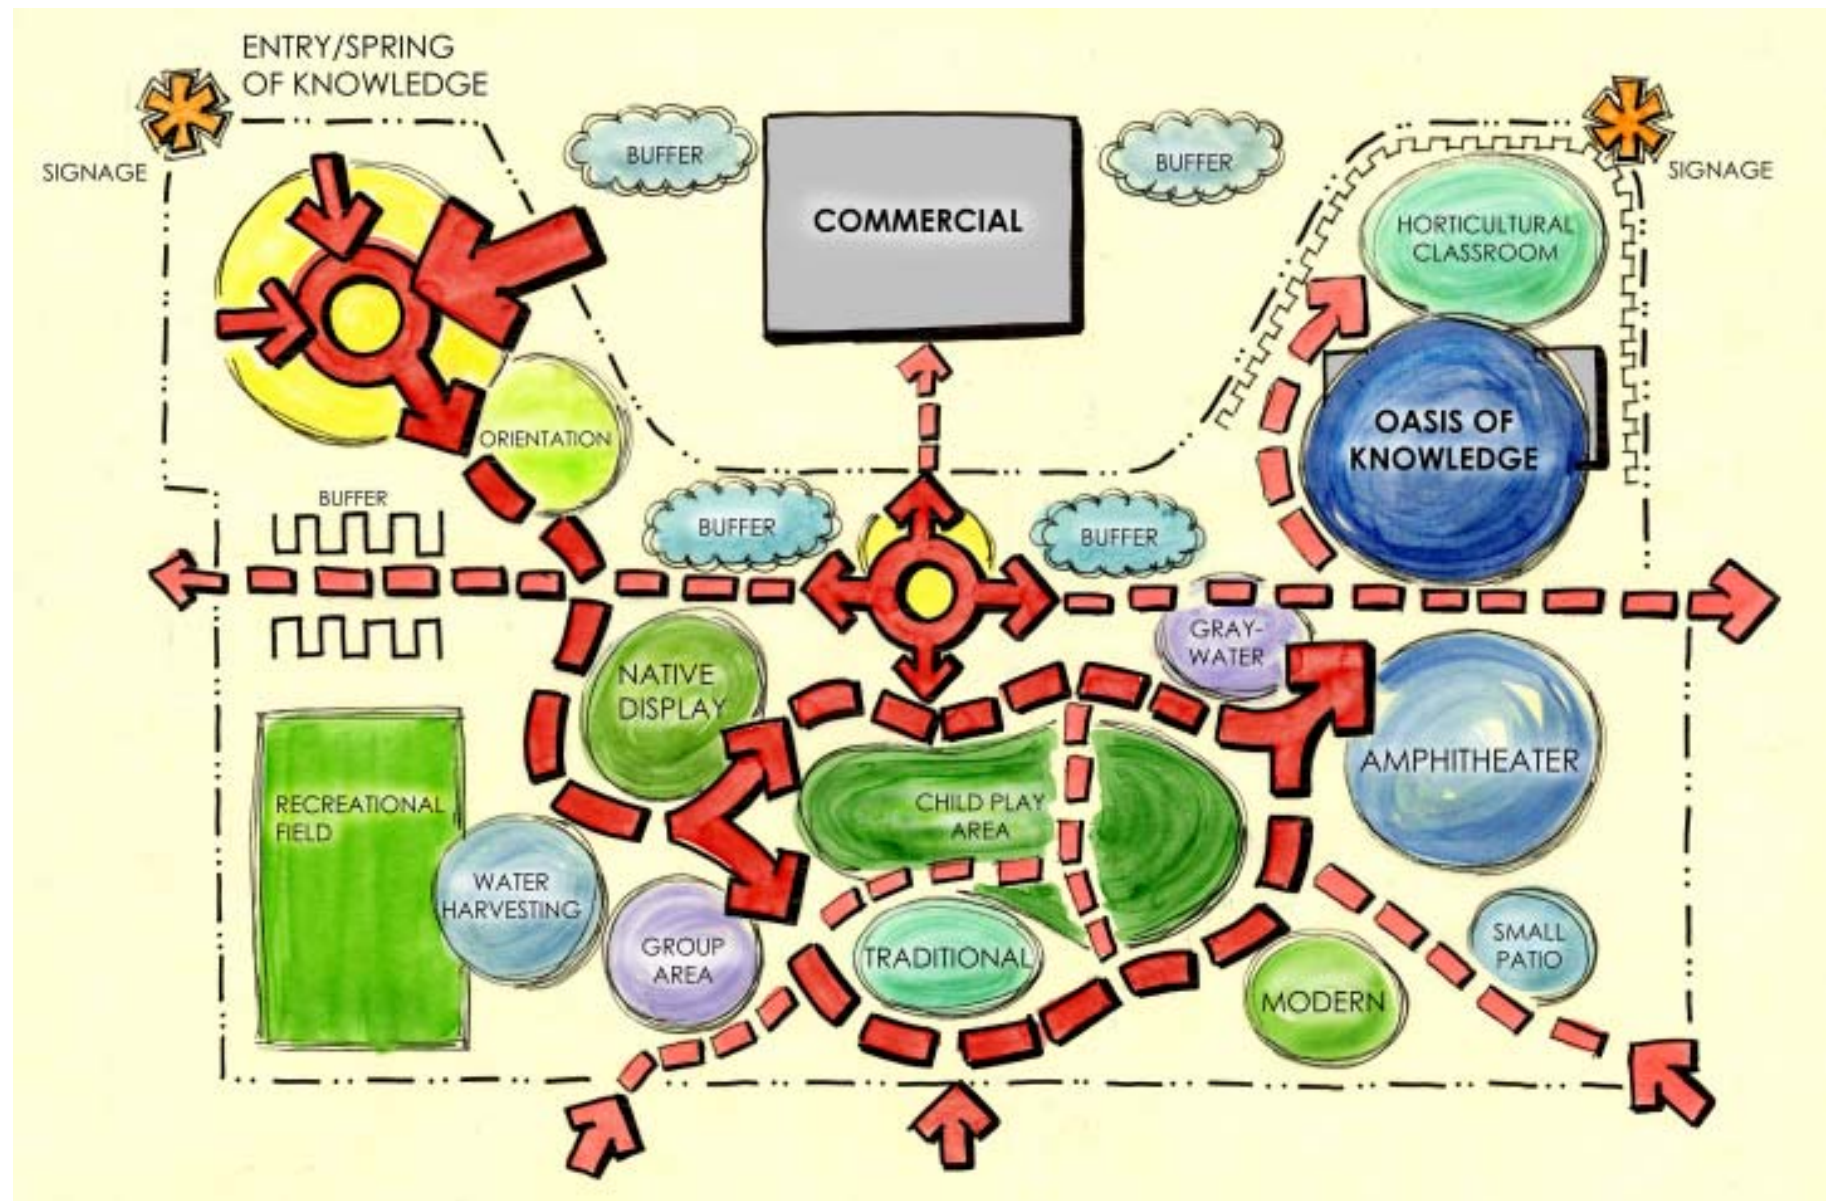 ENTRY/SPRING
OF KNOWLEDGE
SIGNAGE
BUFFER
COMMERCIAL
BUFFER
SIGNAGE
HORTICULTURAL
CLASSROOM
OASIS OF
KNOWLEDGE
ORIENTATION
BUFFER
BUFFER
BUFFER
GRAY-
WATER
NATIVE
DISPLAY
AMPHITHEATER
RECREATIONAL
FIELD
CHILD PLAY
AREA
WATER
HARVESTING
GROUP
AREA
TRADITIONAL
SMALL
PATIO
MODERN